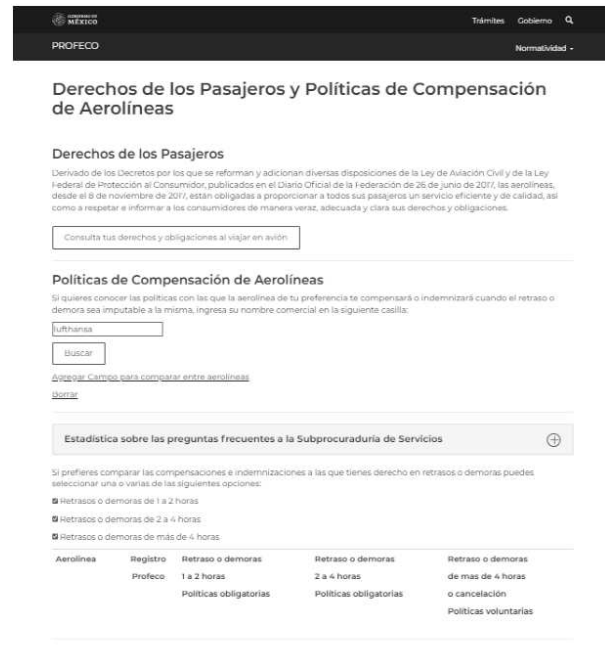 GOBIERNO DE
MÉXICO
Trámites Gobierno
PROFECO
Normatividad
Derechos de los Pasajeros y Políticas de Compensación
de Aerolíneas
Derechos de los Pasajeros
Derivado de los Decretos por los que se reforman y adicionan diversas disposiciones de la Ley de Aviación Civil y de la Ley
Federal de Protección al Consumidor, publicados en el Diario Oficial de la Federación de 26 de junio de 2017, las aerolíneas,
desde el 8 de noviembre de 2017, están obligadas a proporcionar a todos sus pasajeros un servicio eficiente y de calidad, así
como a respetar e informar a los consumidores de manera veraz, adecuada y clara sus derechos y obligaciones.
Consulta tus derechos y obligaciones al viajar en avión
Políticas de Compensación de Aerolíneas
Si quieres conocer las políticas con las que la aerolínea de tu preferencia te compensará o indemnizará cuando el retraso o
demora sea imputable a la misma, ingresa su nombre comercial en la siguiente casilla:
lufthansa
Buscar
Agregar Campo para comparar entre aerolíneas
Borrar
Estadística sobre las preguntas frecuentes a la Subprocuraduría de Servicios
Si prefieres comparar las compensaciones e indemnizaciones a las que tienes derecho en retrasos o demoras puedes
seleccionar una o varias de las siguientes opciones:
Retrasos o demoras de 1 a 2 horas
Retrasos o demoras de 2 a 4 horas
Retrasos o demoras de más de 4 horas
Aerolínea Registro Retraso o demoras Retraso o demoras Retraso o demoras
Profeco 1 a 2 horas 2 a 4 horas de mas de 4 horas
Políticas obligatorias Políticas obligatorias o cancelación
Políticas voluntarias